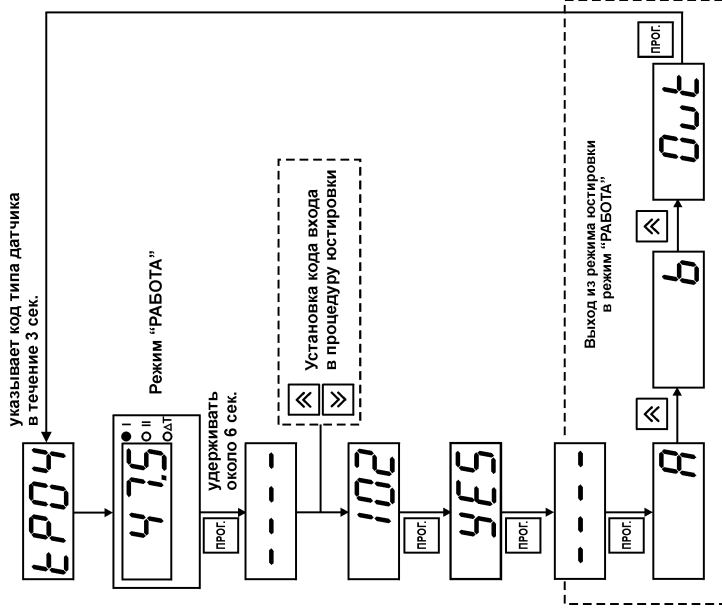 указывает код типа датчика
в течение 3 сек.
tP04
Режим “РАБОТА”
47.5
I
II
ΔT
удерживать
около 6 сек.
ПРОГ.
- - - -
Установка кода входа
в процедуру юстировки
102
ПРОГ.
YES
ПРОГ.
- - - -
ПРОГ.
Выход из режима юстировки
в режим “РАБОТА”
A
b
Out
ПРОГ.